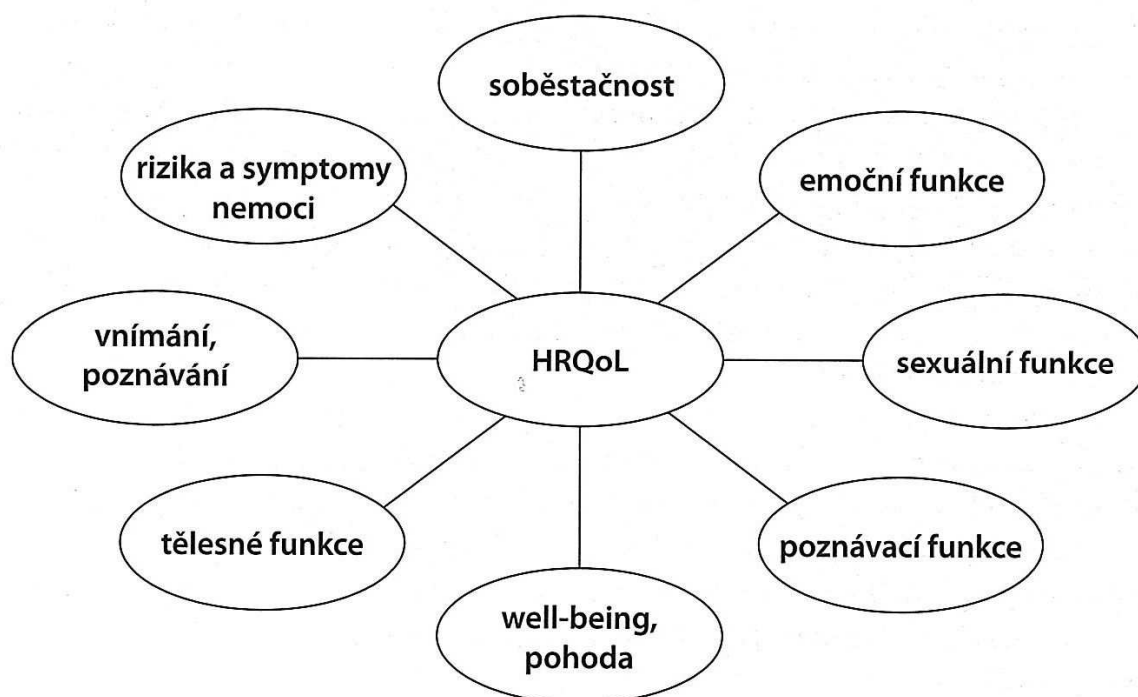 soběstačnost
rizika a symptomy
nemoci
emoční funkce
vnímání,
poznávání
HRQoL
sexuální funkce
tělesné funkce
poznávací funkce
well-being,
pohoda